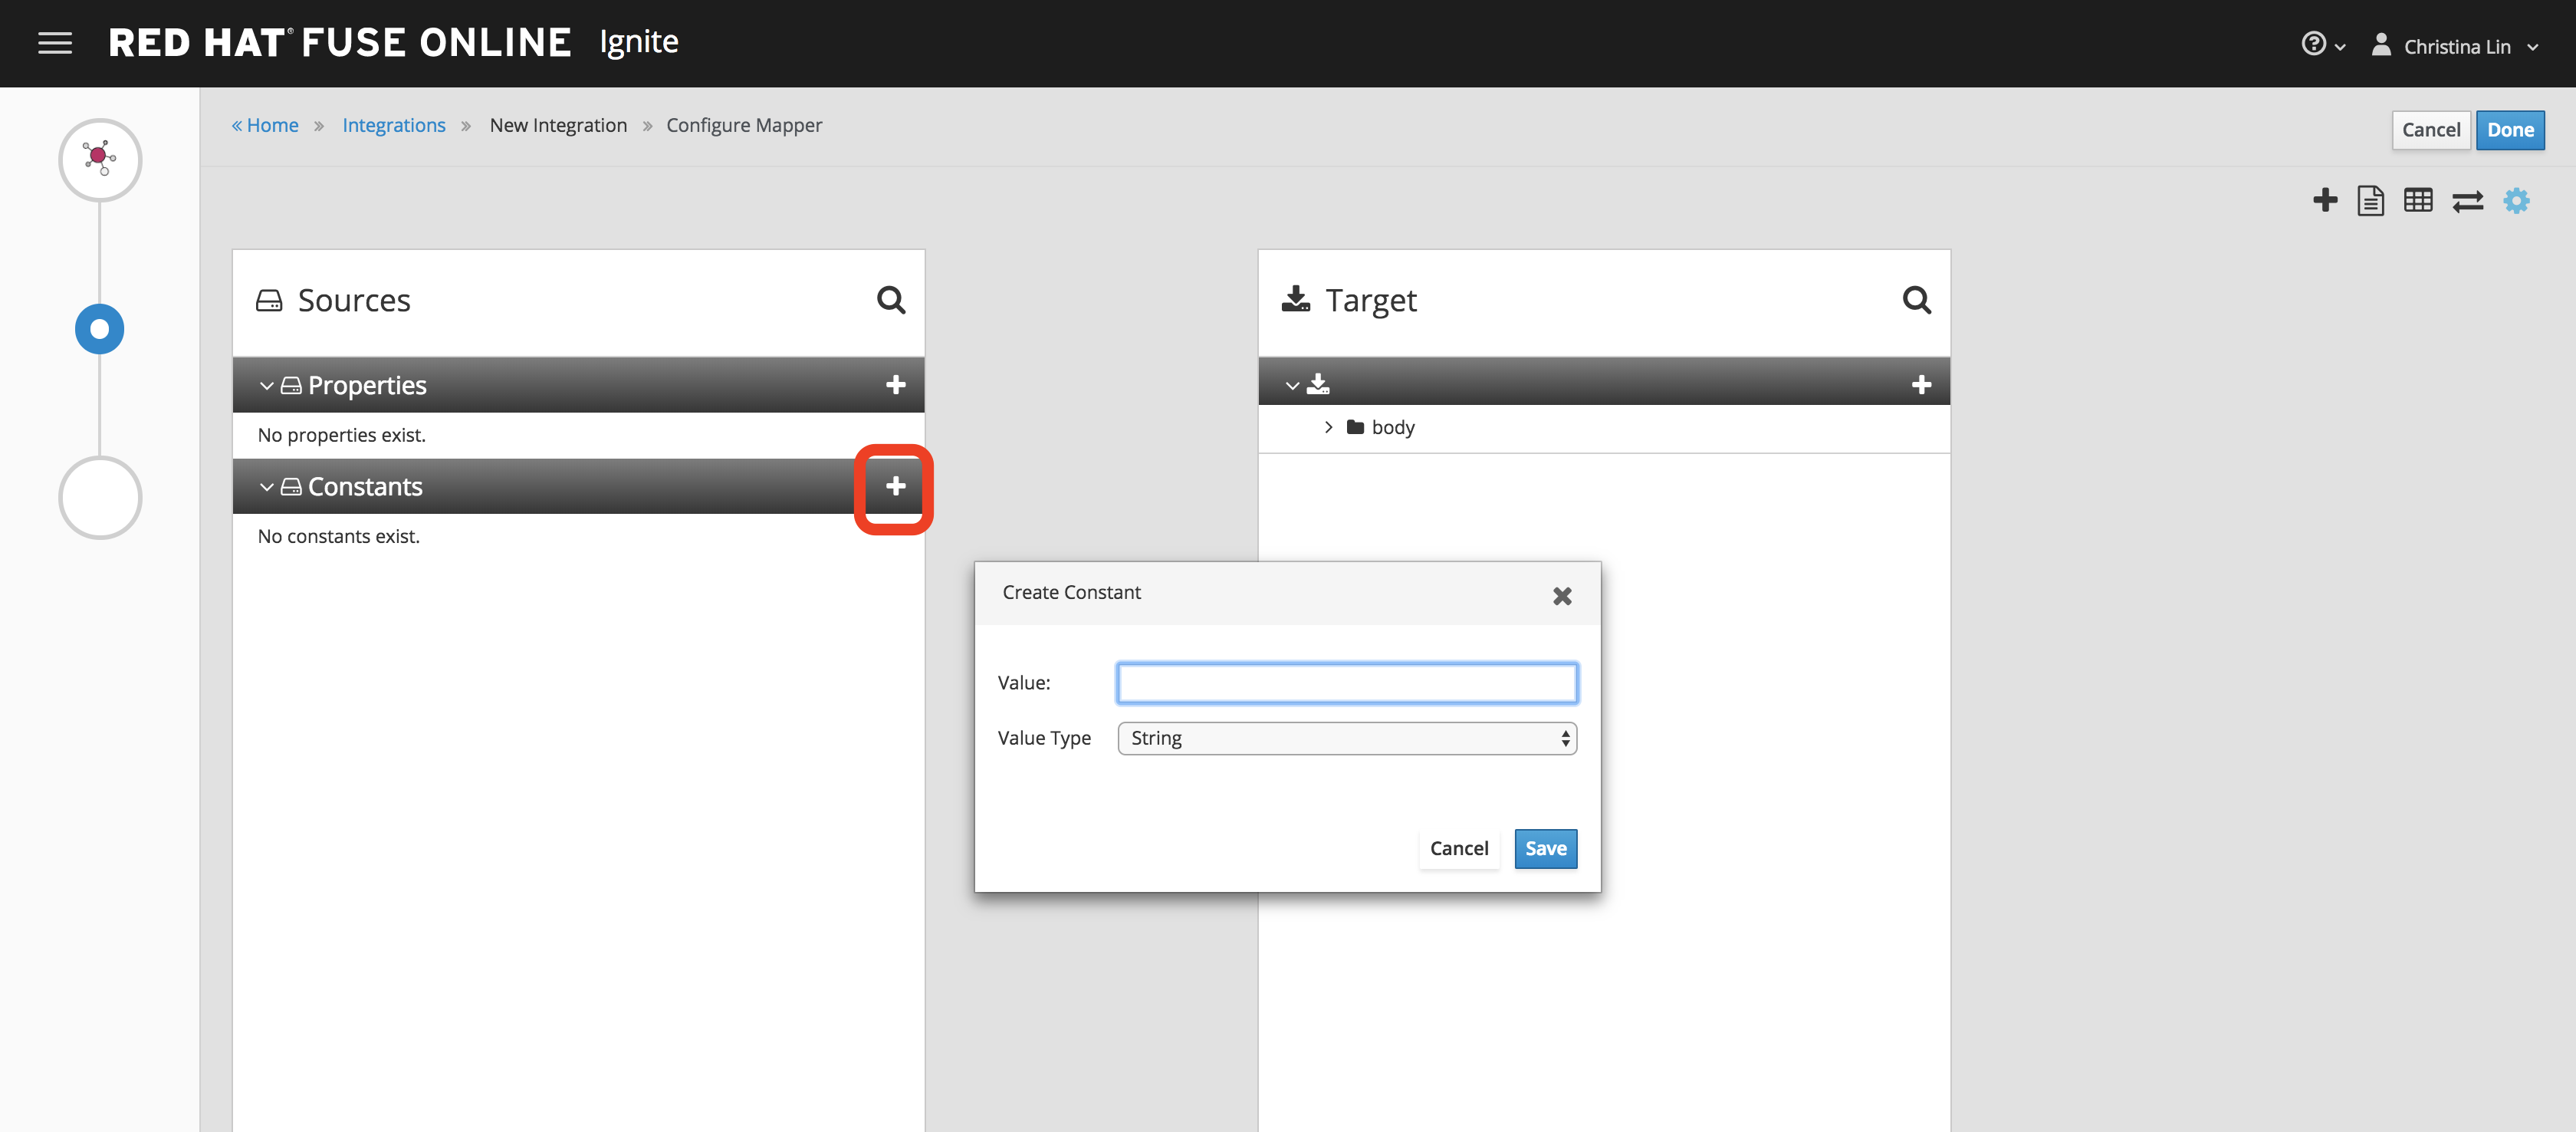 RED HAT® FUSE ONLINE Ignite
Christina Lin
« Home » Integrations » New Integration » Configure Mapper
Cancel Done
Sources
Target
Properties
No properties exist.
body
Constants
No constants exist.
Create Constant
Value:
Value Type String
Cancel Save